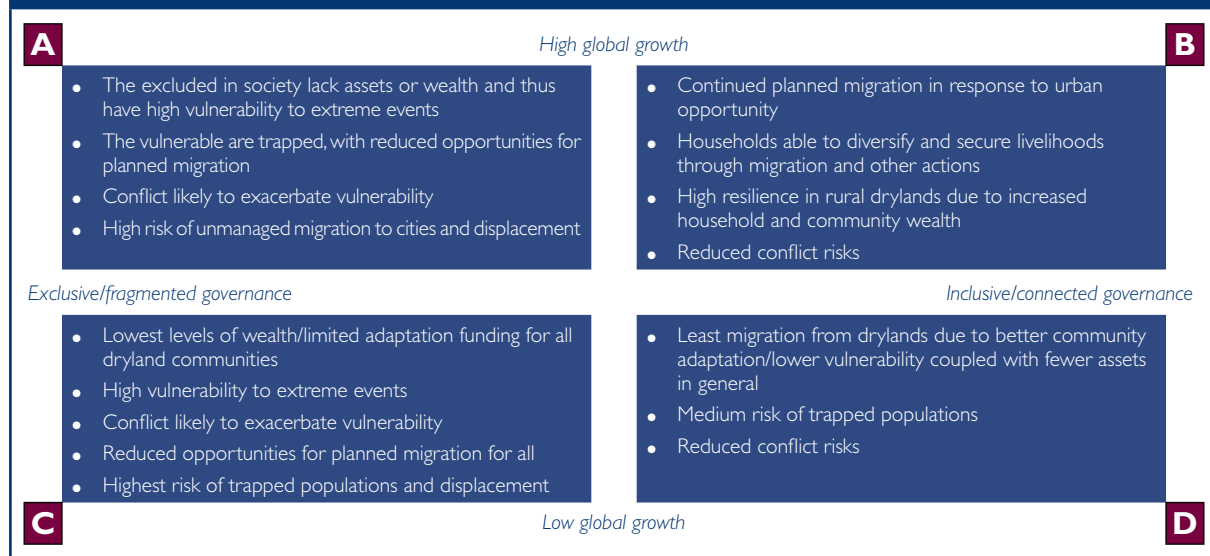 A
High global growth
B
• The excluded in society lack assets or wealth and thus
have high vulnerability to extreme events
• The vulnerable are trapped, with reduced opportunities for
planned migration
• Conflict likely to exacerbate vulnerability
• High risk of unmanaged migration to cities and displacement
• Continued planned migration in response to urban
opportunity
• Households able to diversify and secure livelihoods
through migration and other actions
• High resilience in rural drylands due to increased
household and community wealth
• Reduced conflict risks
Exclusive/fragmented governance
Inclusive/connected governance
• Lowest levels of wealth/limited adaptation funding for all
dryland communities
• High vulnerability to extreme events
• Conflict likely to exacerbate vulnerability
• Reduced opportunities for planned migration for all
• Highest risk of trapped populations and displacement
• Least migration from drylands due to better community
adaptation/lower vulnerability coupled with fewer assets
in general
• Medium risk of trapped populations
• Reduced conflict risks
C
Low global growth
D